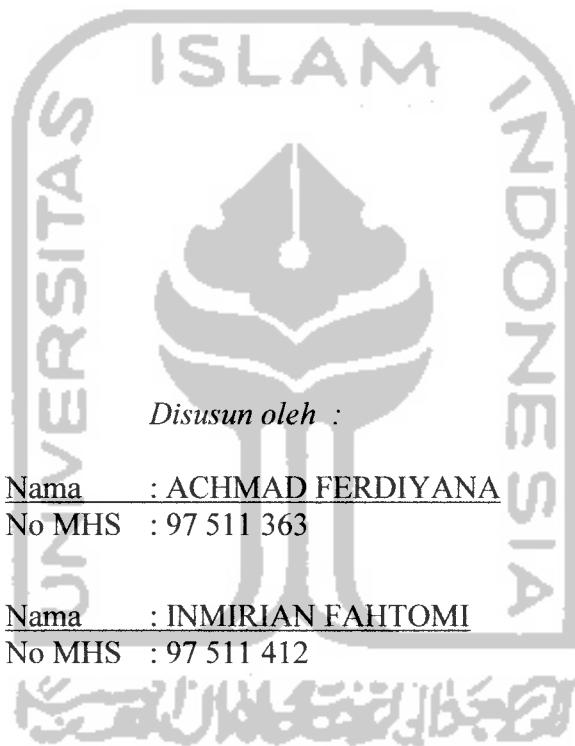 ISLAM
UNIVERSITAS
INDONESIA
Disusun oleh :
Nama : ACHMAD FERDIYANA
No MHS : 97 511 363
Nama : INMIRIAN FAHTOMI
No MHS : 97 511 412